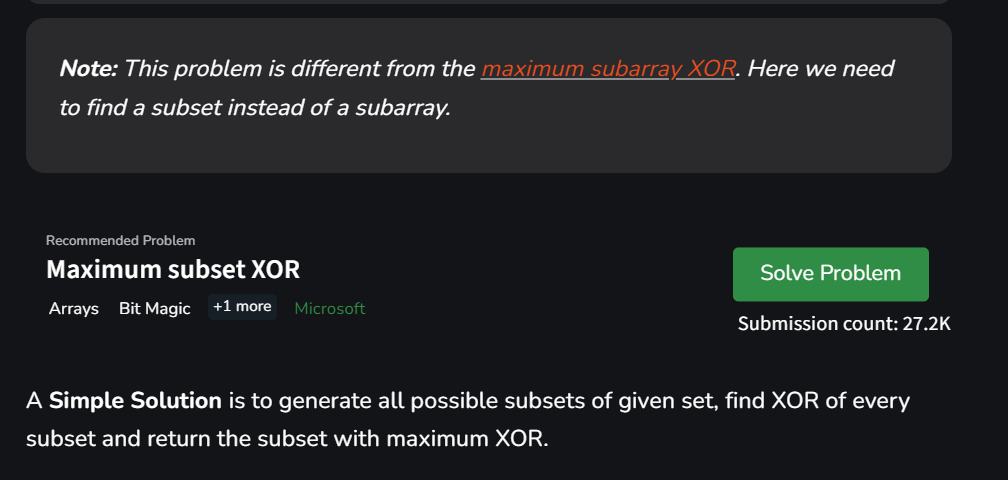 Note: This problem is different from the maximum subarray XOR. Here we need
to find a subset instead of a subarray.
Recommended Problem
Maximum subset XOR
Solve Problem
Arrays Bit Magic +1 more Microsoft
Submission count: 27.2K
A Simple Solution is to generate all possible subsets of given set, find XOR of every
subset and return the subset with maximum XOR.